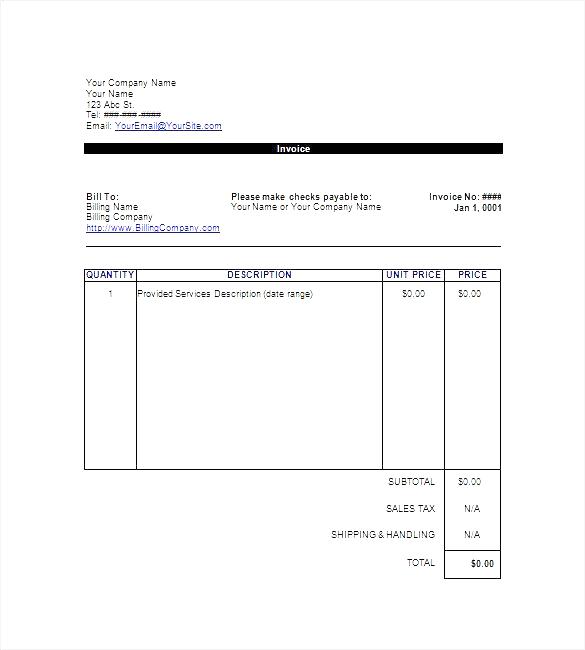 Your Company Name
Your Name
123 Abc St.
Tel: ###-###-####
Email: YourEmail@YourSite.com
Invoice
Bill To: Please make checks payable to: Invoice No: ####
Billing Name Your Name or Your Company Name Jan 1, 0001
Billing Company
http://www.BillingCompany.com
QUANTITY DESCRIPTION UNIT PRICE PRICE
1 Provided Services Description (date range) $0.00 $0.00
SUBTOTAL $0.00
SALES TAX N/A
SHIPPING & HANDLING N/A
TOTAL $0.00